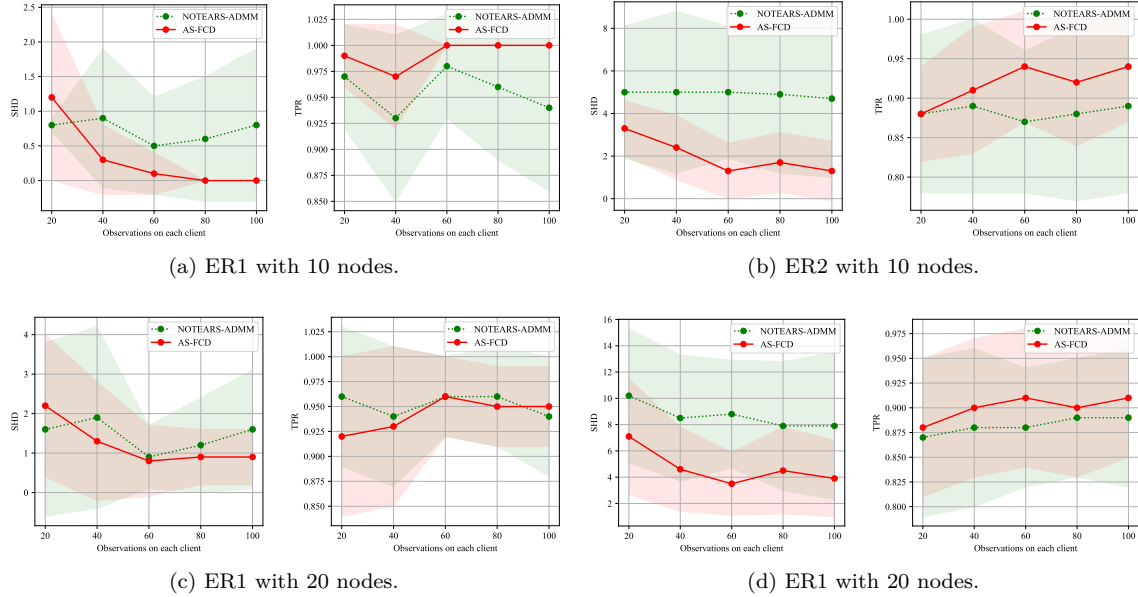 NOTEARS-ADMM
AS-FCD
SHD
2.5
2.0
1.5
1.0
0.5
0.0
20 40 60 80 100
Observations on each client
NOTEARS-ADMM
AS-FCD
TPR
1.025
1.000
0.975
0.950
0.925
0.900
0.875
0.850
20 40 60 80 100
Observations on each client
(a) ER1 with 10 nodes.
NOTEARS-ADMM
AS-FCD
SHD
8
6
4
2
0
20 40 60 80 100
Observations on each client
NOTEARS-ADMM
AS-FCD
TPR
1.00
0.95
0.90
0.85
0.80
20 40 60 80 100
Observations on each client
(b) ER2 with 10 nodes.
NOTEARS-ADMM
AS-FCD
SHD
4
3
2
1
0
20 40 60 80 100
Observations on each client
NOTEARS-ADMM
AS-FCD
TPR
1.025
1.000
0.975
0.950
0.925
0.900
0.875
0.850
20 40 60 80 100
Observations on each client
(c) ER1 with 20 nodes.
NOTEARS-ADMM
AS-FCD
SHD
16
14
12
10
8
6
4
2
20 40 60 80 100
Observations on each client
NOTEARS-ADMM
AS-FCD
TPR
0.975
0.950
0.925
0.900
0.875
0.850
0.825
0.800
20 40 60 80 100
Observations on each client
(d) ER1 with 20 nodes.